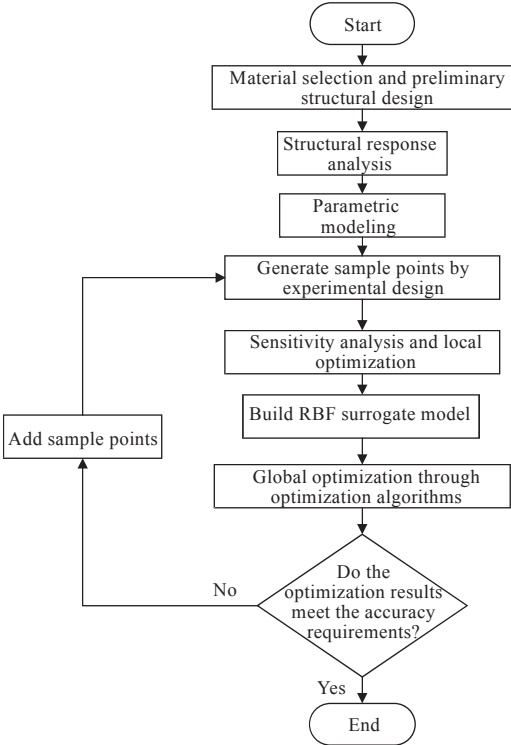 Start
Material selection and preliminary
structural design
Structural response
analysis
Parametric
modeling
Generate sample points by
experimental design
Sensitivity analysis and local
optimization
Build RBF surrogate model
Add sample points
Global optimization through
optimization algorithms
Do the
optimization results
meet the accuracy
requirements?
No
Yes
End